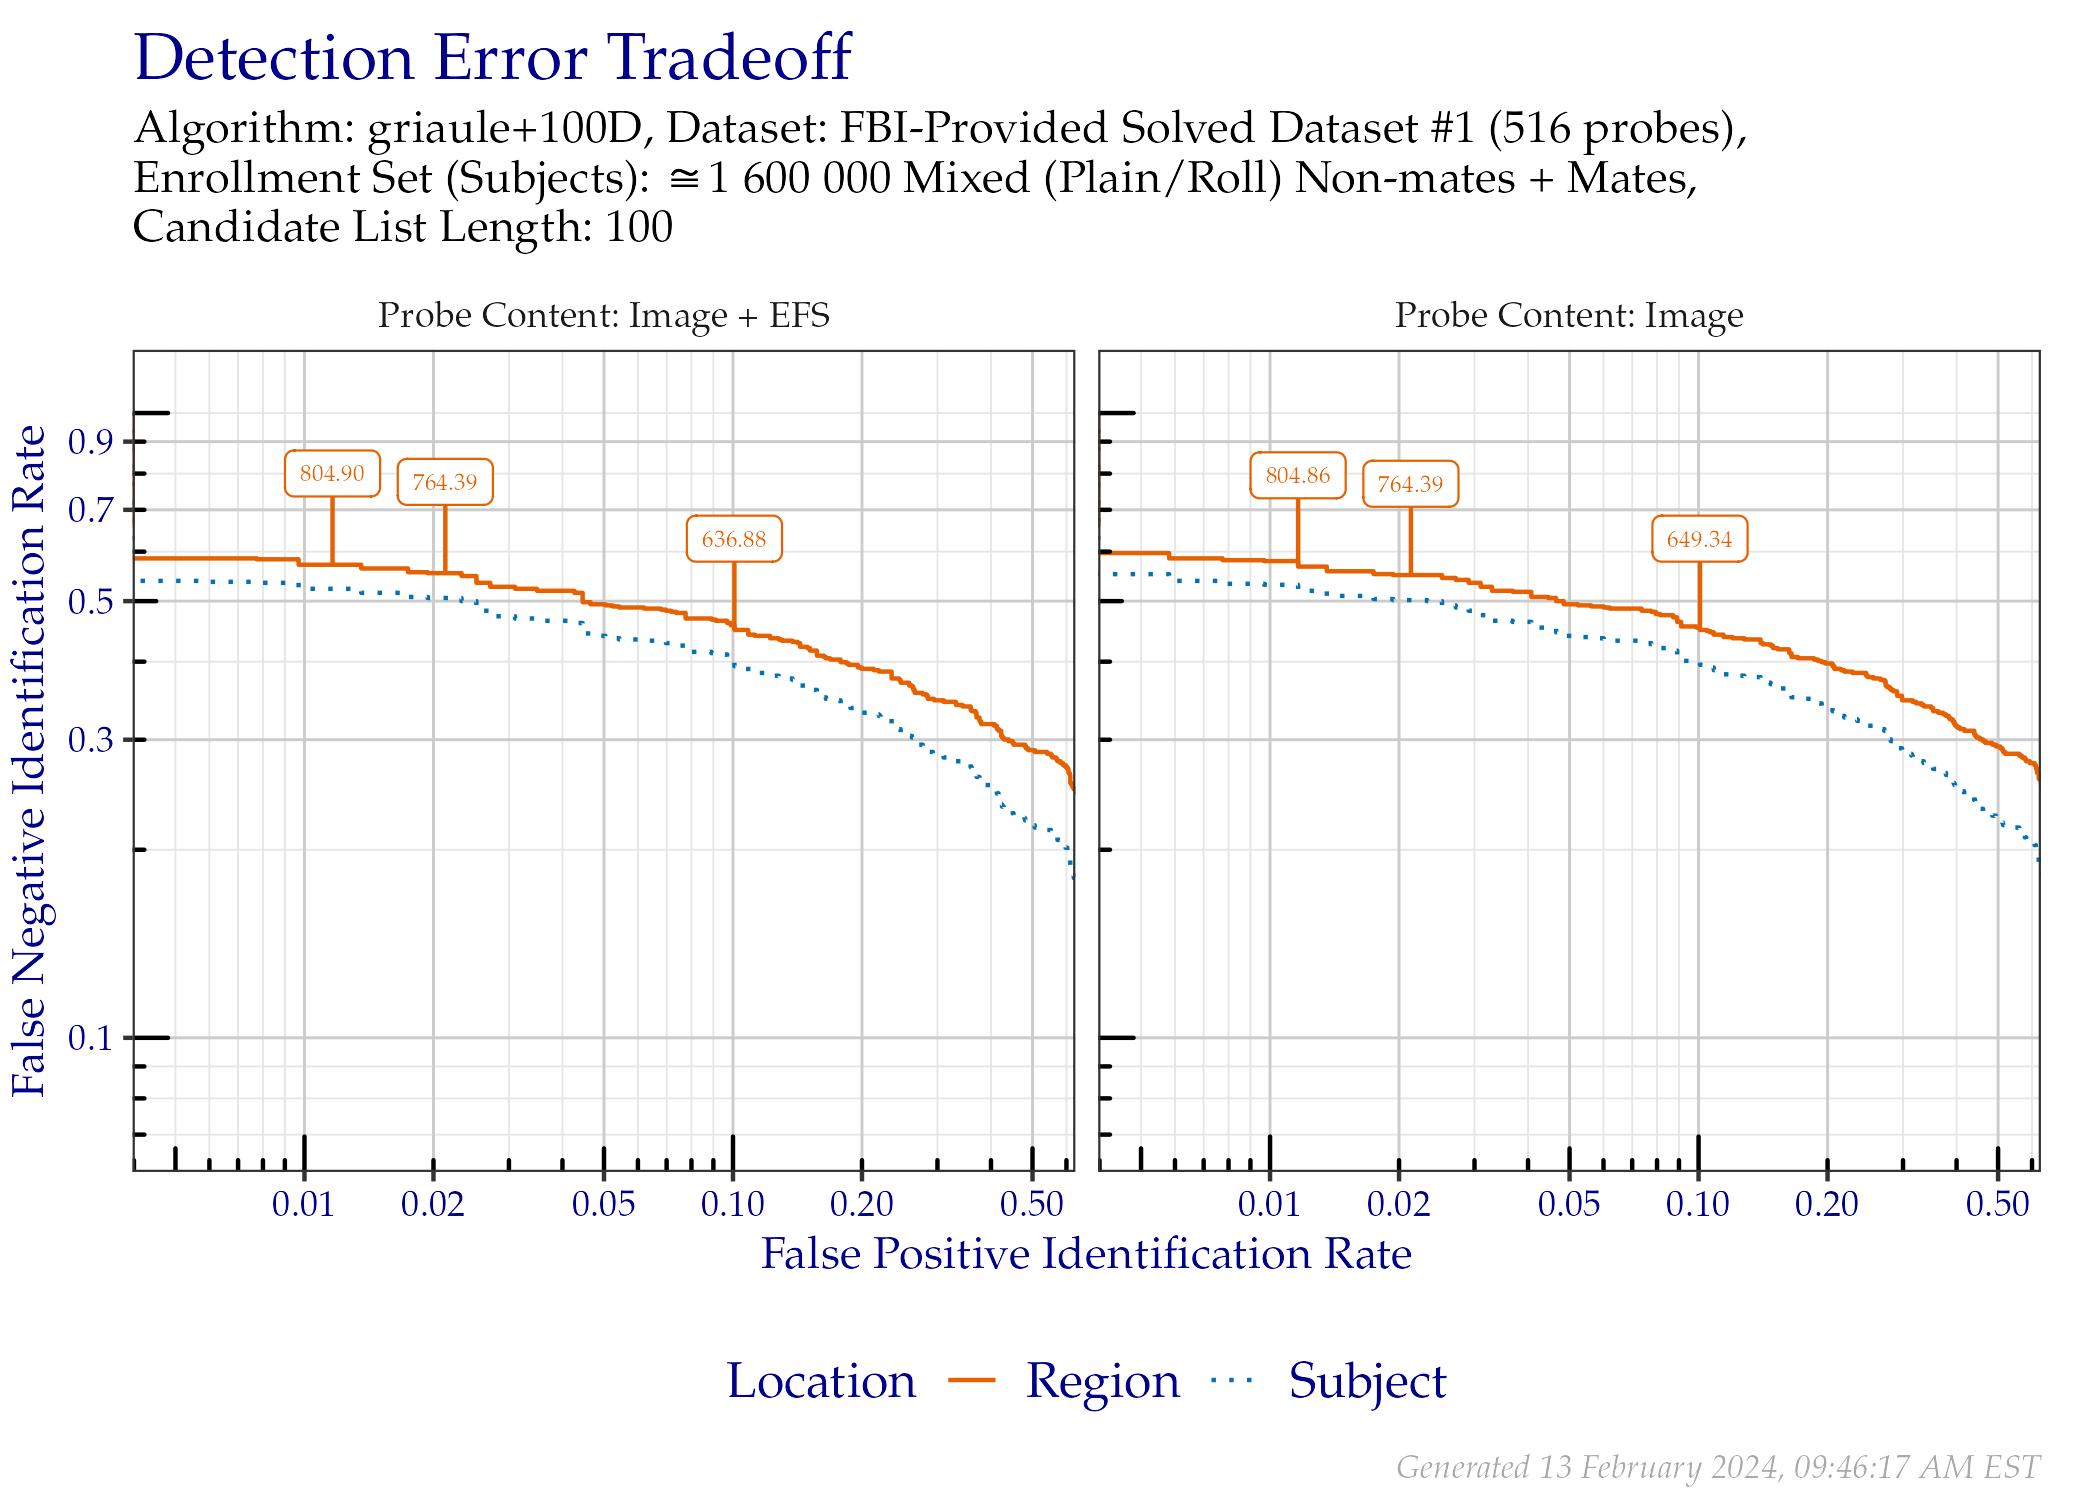 Detection Error Tradeoff
Algorithm: griaule+100D, Dataset: FBI-Provided Solved Dataset #1 (516 probes),
Enrollment Set (Subjects): ≅1 600 000 Mixed (Plain/Roll) Non-mates + Mates,
Candidate List Length: 100
Probe Content: Image + EFS
Probe Content: Image
False Negative Identification Rate
0.9
0.7
0.5
0.3
0.1
804.90
764.39
636.88
804.86
764.39
649.34
0.01 0.02 0.05 0.10 0.20 0.50
0.01 0.02 0.05 0.10 0.20 0.50
False Positive Identification Rate
Location Region Subject
Generated 13 February 2024, 09:46:17 AM EST